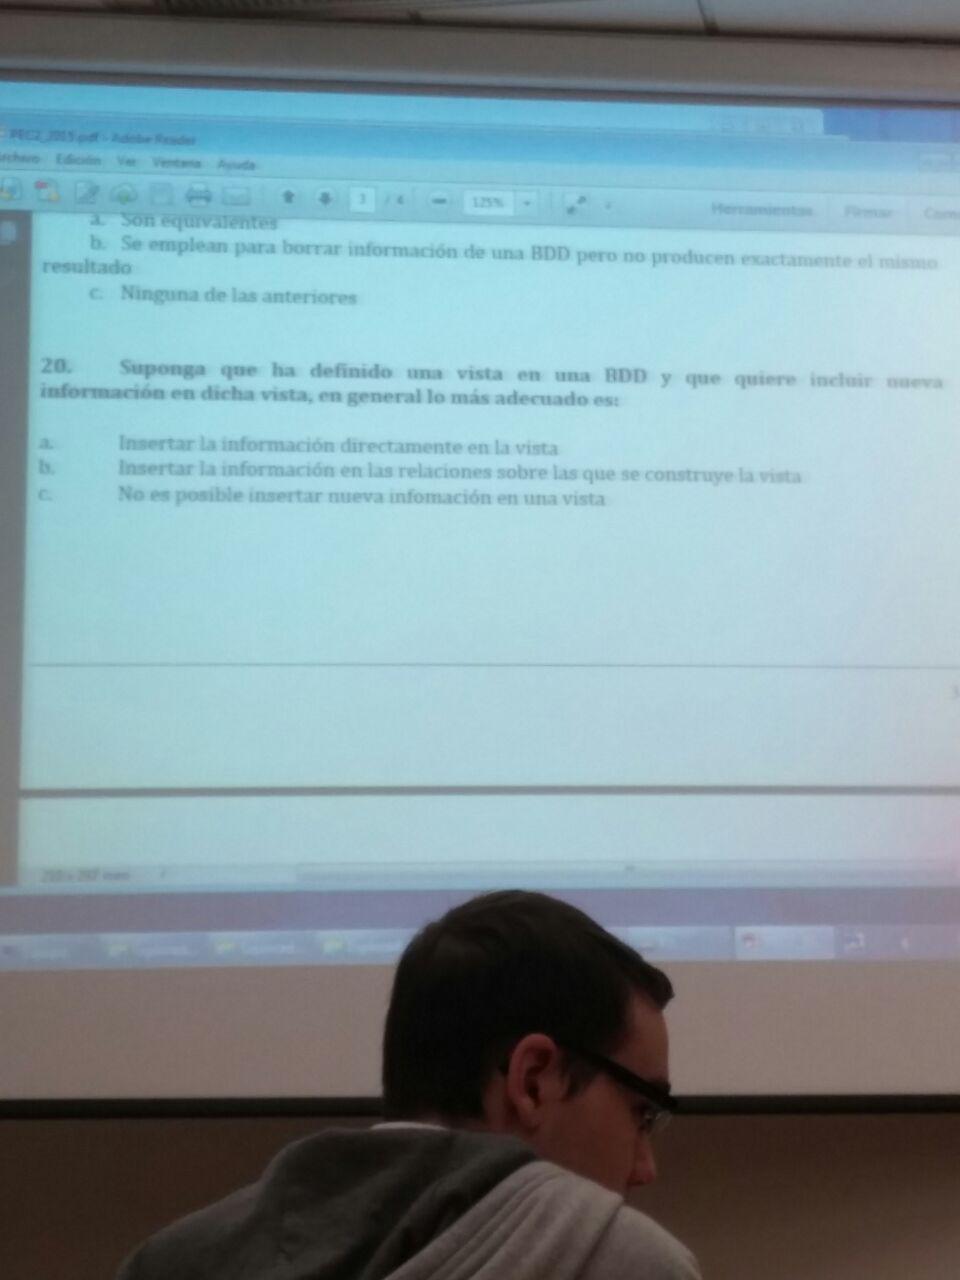 PEC2_2015.pdf - Adobe Reader
Archivo Edición Ver Ventana Ayuda
3 / 4 125% Herramientas Firmar Com
a. Son equivalentes
b. Se emplean para borrar información de una BDD pero no producen exactamente el mismo
resultado
c. Ninguna de las anteriores
20. Suponga que ha definido una vista en una BDD y que quiere incluir nueva
información en dicha vista, en general lo más adecuado es:
a. Insertar la información directamente en la vista
b. Insertar la información en las relaciones sobre las que se construye la vista
c. No es posible insertar nueva infomación en una vista
3
210 x 297 mm